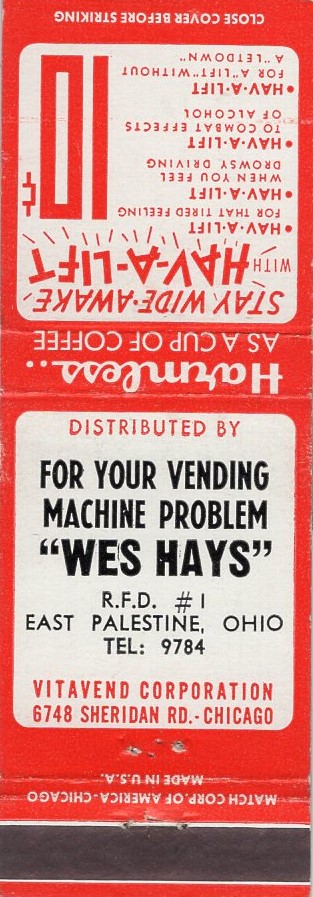 CLOSE COVER BEFORE STRIKING
STAY WIDE-AWAKE
WITH HAV-A-LIFT
• HAV-A-LIFT
FOR THAT TIRED FEELING
• HAV-A-LIFT
WHEN YOU FEEL
DROWSY DRIVING
• HAV-A-LIFT
TO COMBAT EFFECTS
OF ALCOHOL
• HAV-A-LIFT
FOR A "LIFT" WITHOUT
A "LETDOWN"
10¢
Harmless..
AS A CUP OF COFFEE
DISTRIBUTED BY
FOR YOUR VENDING
MACHINE PROBLEM
“WES HAYS”
R.F.D. #1
EAST PALESTINE, OHIO
TEL: 9784
VITAVEND CORPORATION
6748 SHERIDAN RD.-CHICAGO
MATCH CORP. OF AMERICA-CHICAGO
MADE IN U.S.A.